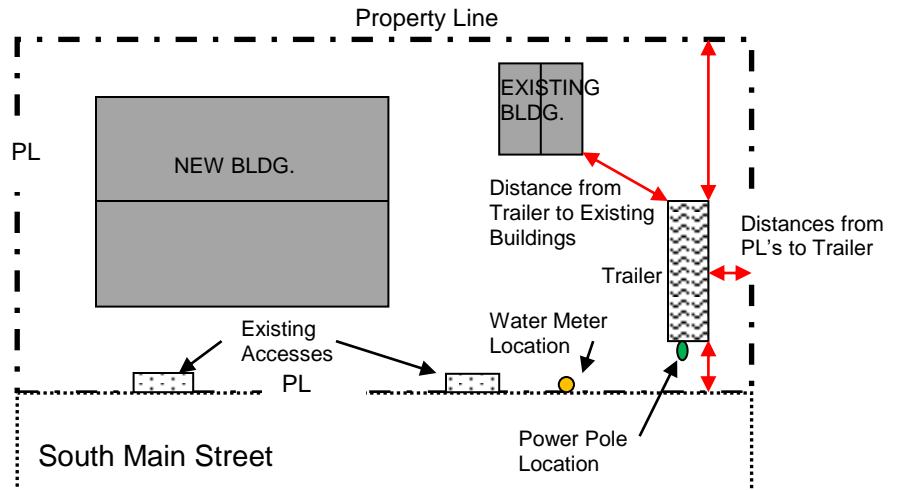 Property Line
EXISTING
BLDG.
PL
NEW BLDG.
Distance from
Trailer to Existing
Buildings
Distances from
PL's to Trailer
Trailer
Existing
Accesses
Water Meter
Location
PL
Power Pole
Location
South Main Street